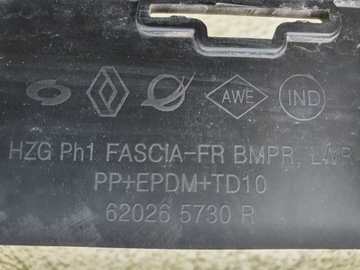 AWE IND
HZG Ph1 FASCIA-FR BMPR, LWR
PP+EPDM+TD10
62026 5730 R